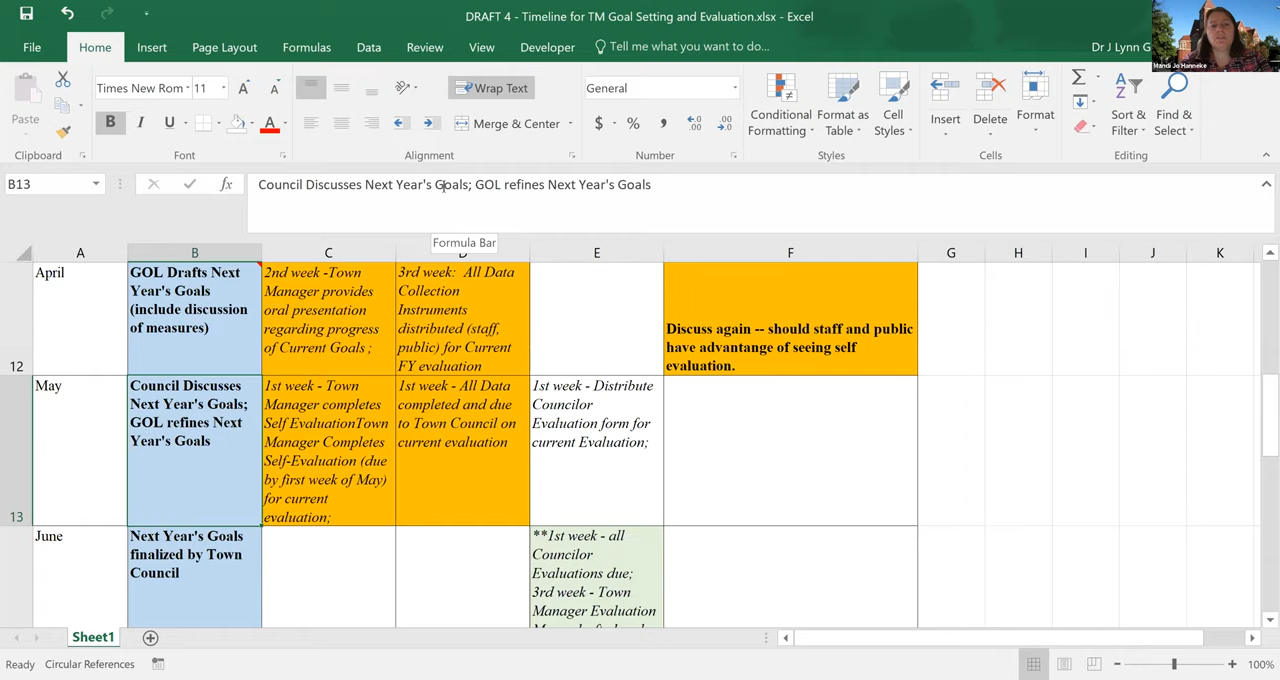 DRAFT 4 - Timeline for TM Goal Setting and Evaluation.xlsx - Excel
File Home Insert Page Layout Formulas Data Review View Developer Tell me what you want to do... Dr J Lynn G
Mandi Jo Hanneke
Paste
Times New Rom 11
B I U A
Wrap Text
Merge & Center
General
$ % ,
Conditional Formatting
Format as Table
Cell Styles
Insert
Delete
Format
Sort & Filter
Find & Select
Clipboard Font Alignment Number Styles Cells Editing
B13
fx
Council Discusses Next Year's Goals; GOL refines Next Year's Goals
Formula Bar
A B C D E F G H I J K
12
April
GOL Drafts Next
Year's Goals
(include discussion
of measures)
2nd week -Town
Manager provides
oral presentation
regarding progress
of Current Goals ;
3rd week: All Data
Collection
Instruments
distributed (staff,
public) for Current
FY evaluation
Discuss again -- should staff and public
have advantange of seeing self
evaluation.
13
May
Council Discusses
Next Year's Goals;
GOL refines Next
Year's Goals
1st week - Town
Manager completes
Self EvaluationTown
Manager Completes
Self-Evaluation (due
by first week of May)
for current
evaluation;
1st week - All Data
completed and due
to Town Council on
current evaluation
1st week - Distribute
Councilor
Evaluation form for
current Evaluation;
June
Next Year's Goals
finalized by Town
Council
**1st week - all
Councilor
Evaluations due;
3rd week - Town
Manager Evaluation
Sheet1
Ready Circular References
100%